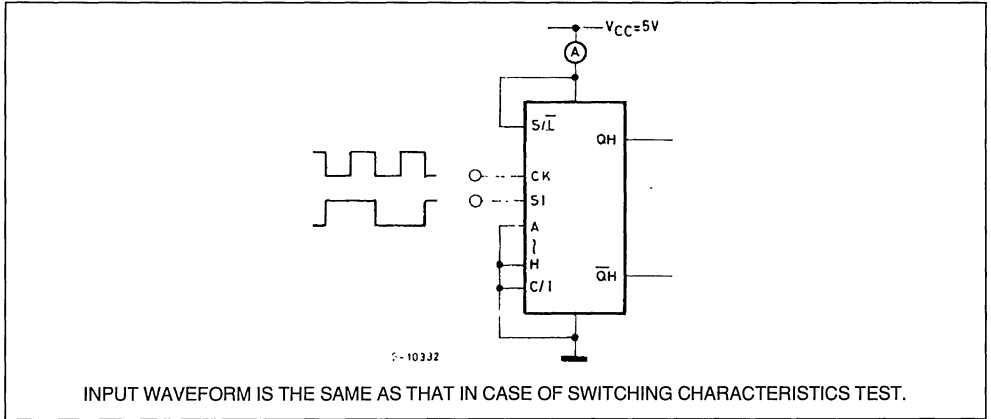 VCC=5V
A
S/L̅
QH
CK
SI
A
≀
H
Q̅H
C/I
S-10332
INPUT WAVEFORM IS THE SAME AS THAT IN CASE OF SWITCHING CHARACTERISTICS TEST.